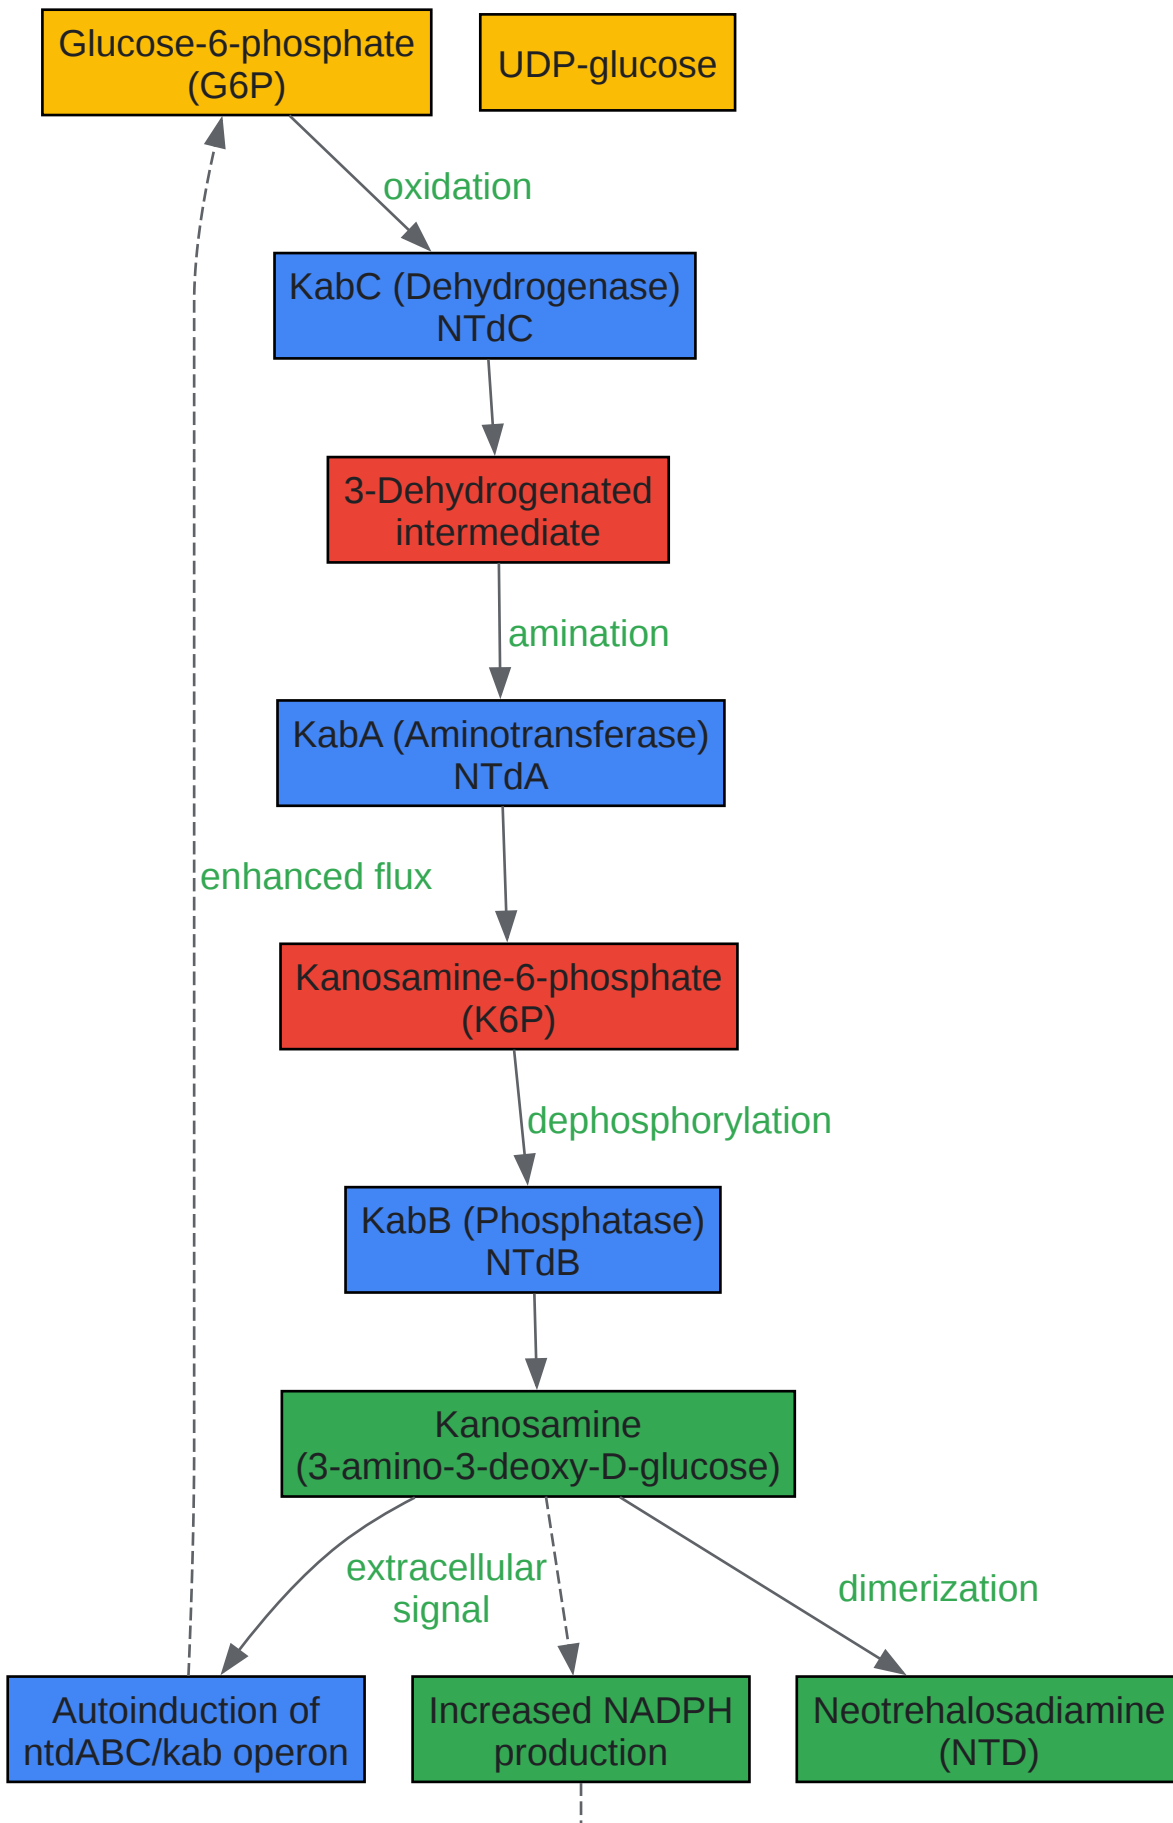 Glucose-6-phosphate
(G6P)
UDP-glucose
oxidation
KabC (Dehydrogenase)
NTdC
3-Dehydrogenated
intermediate
amination
KabA (Aminotransferase)
NTdA
enhanced flux
Kanosamine-6-phosphate
(K6P)
dephosphorylation
KabB (Phosphatase)
NTdB
Kanosamine
(3-amino-3-deoxy-D-glucose)
extracellular
signal
dimerization
Autoinduction of
ntdABC/kab operon
Increased NADPH
production
Neotrehalosadiamine
(NTD)